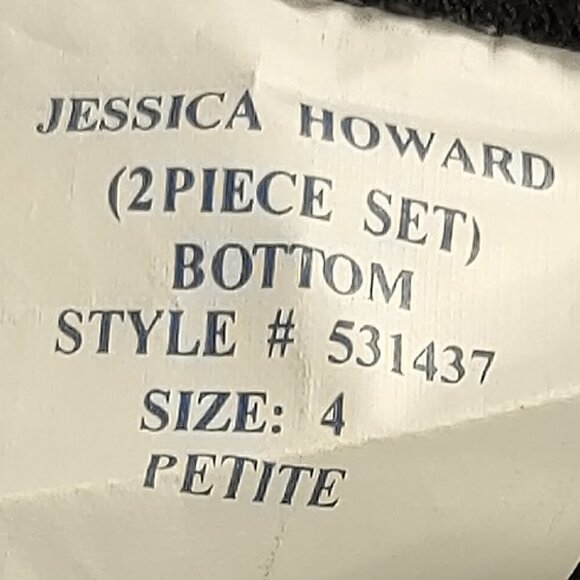 JESSICA HOWARD
(2PIECE SET)
BOTTOM
STYLE # 531437
SIZE: 4
PETITE